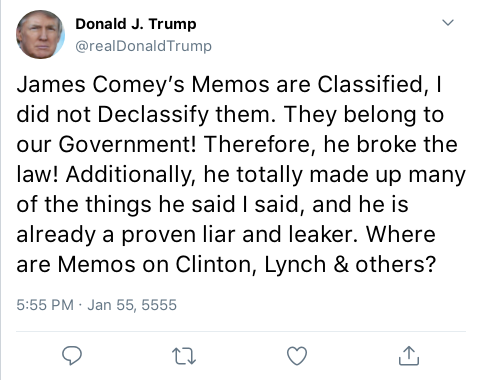 Donald J. Trump
@realDonaldTrump
James Comey’s Memos are Classified, I
did not Declassify them. They belong to
our Government! Therefore, he broke the
law! Additionally, he totally made up many
of the things he said I said, and he is
already a proven liar and leaker. Where
are Memos on Clinton, Lynch & others?
5:55 PM · Jan 55, 5555